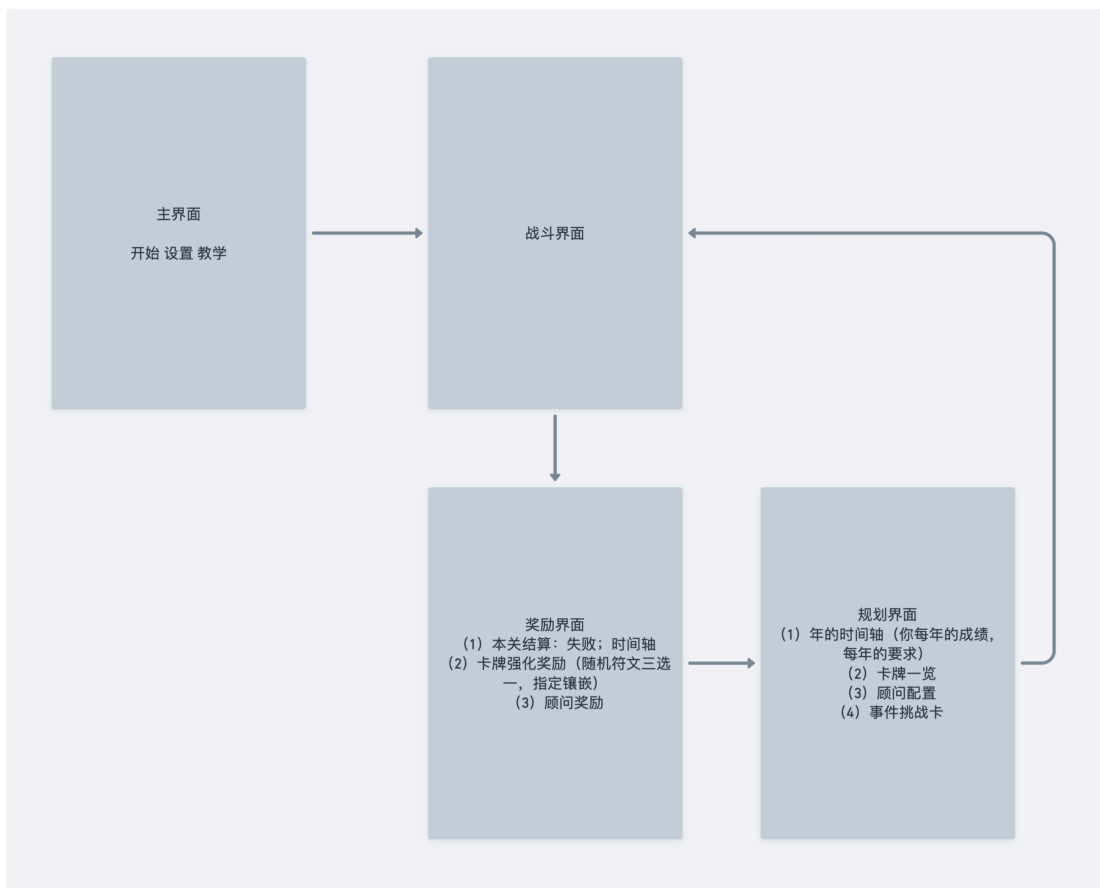 主界面
开始 设置 教学
战斗界面
奖励界面
（1）本关结算：失败；时间轴
（2）卡牌强化奖励（随机符文三选
一，指定镶嵌）
（3）顾问奖励
规划界面
（1）年的时间轴（你每年的成绩，
每年的要求）
（2）卡牌一览
（3）顾问配置
（4）事件挑战卡